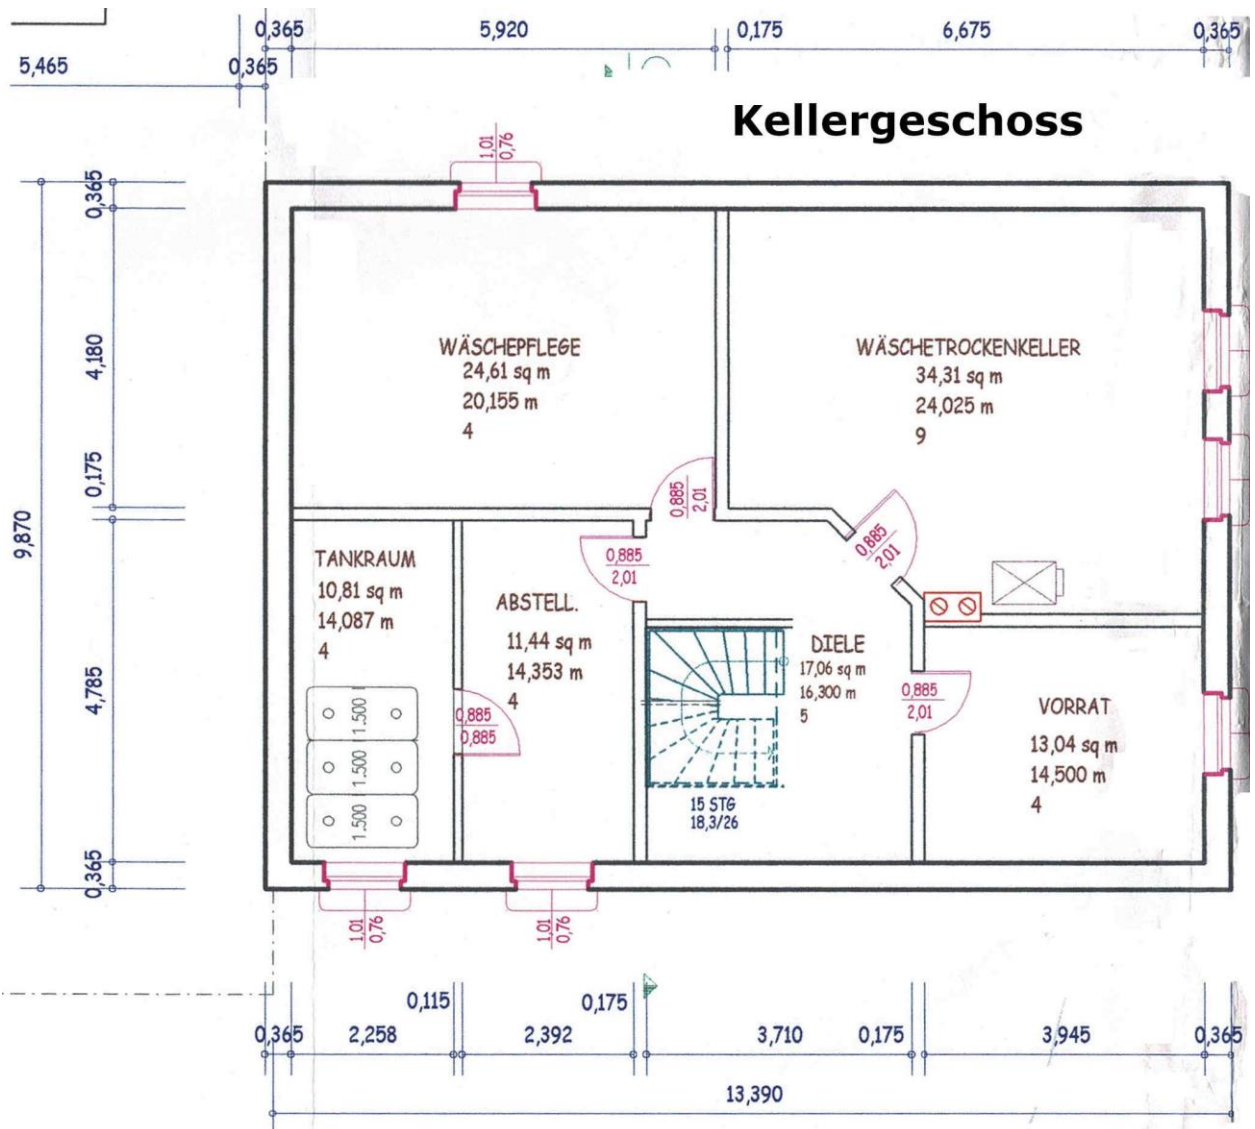 0,365
5,920
0,175
6,675
0,365
5,465
0,365
Kellergeschoss
1,01
0,76
0,365
4,180
0,175
9,870
4,785
0,365
WÄSCHEPFLEGE
24,61 sq m
20,155 m
4
WÄSCHETROCKENKELLER
34,31 sq m
24,025 m
9
0,885
2,01
0,885
2,01
TANKRAUM
10,81 sq m
14,087 m
4
0,885
2,01
ABSTELL.
11,44 sq m
14,353 m
4
DIELE
17,06 sq m
16,300 m
5
0,885
2,01
VORRAT
13,04 sq m
14,500 m
4
1.500
1.500
1.500
0,885
0,885
15 STG
18,3/26
1,01
0,76
1,01
0,76
0,115
0,175
0,365
2,258
2,392
3,710
0,175
3,945
0,365
13,390